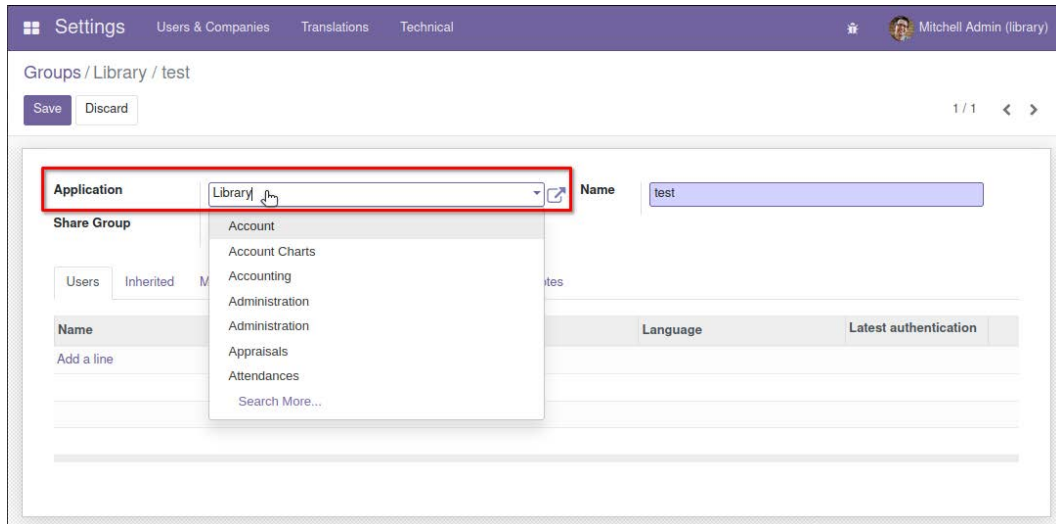 Settings Users & Companies Translations Technical Mitchell Admin (library)
Groups / Library / test
Save Discard 1 / 1
Application Library Name test
Share Group
Account
Account Charts
Accounting
Administration
Administration
Appraisals
Attendances
Search More...
Users Inherited M tes
Name Language Latest authentication
Add a line